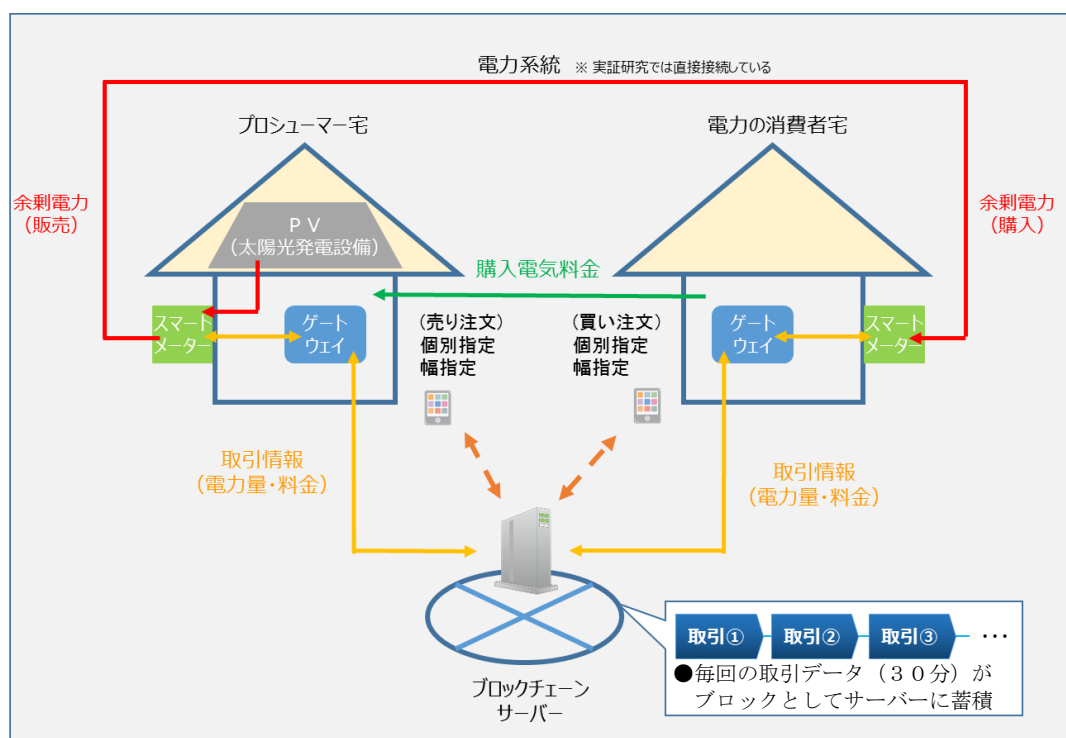 電力系統 ※ 実証研究では直接接続している
プロシューマー宅
電力の消費者宅
余剰電力
(販売)
PV
(太陽光発電設備)
余剰電力
(購入)
購入電気料金
スマート
メーター
ゲート
ウェイ
(売り注文)
個別指定
幅指定
(買い注文)
個別指定
幅指定
ゲート
ウェイ
スマート
メーター
取引情報
(電力量・料金)
取引情報
(電力量・料金)
ブロックチェーン
サーバー
取引① 取引② 取引③ ・・・
●毎回の取引データ(30分)が
ブロックとしてサーバーに蓄積